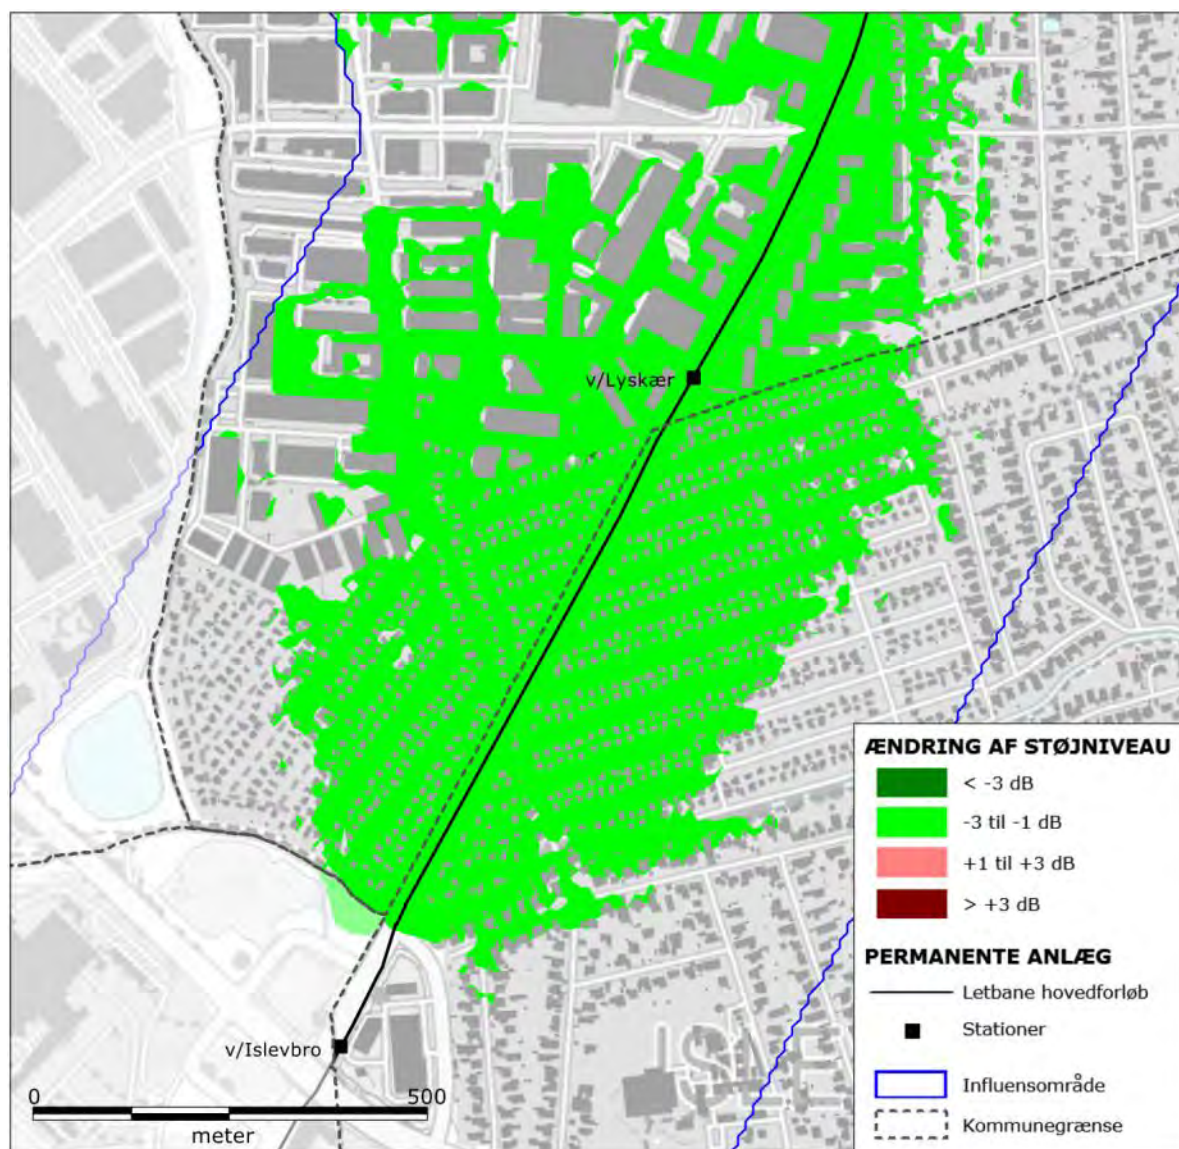 v/Lyskær
ÆNDRING AF STØJNIVEAU
< -3 dB
-3 til -1 dB
+1 til +3 dB
> +3 dB
PERMANENTE ANLÆG
Letbane hovedforløb
Stationer
Influensområde
Kommunegrænse
v/Islevbro
0 500
meter